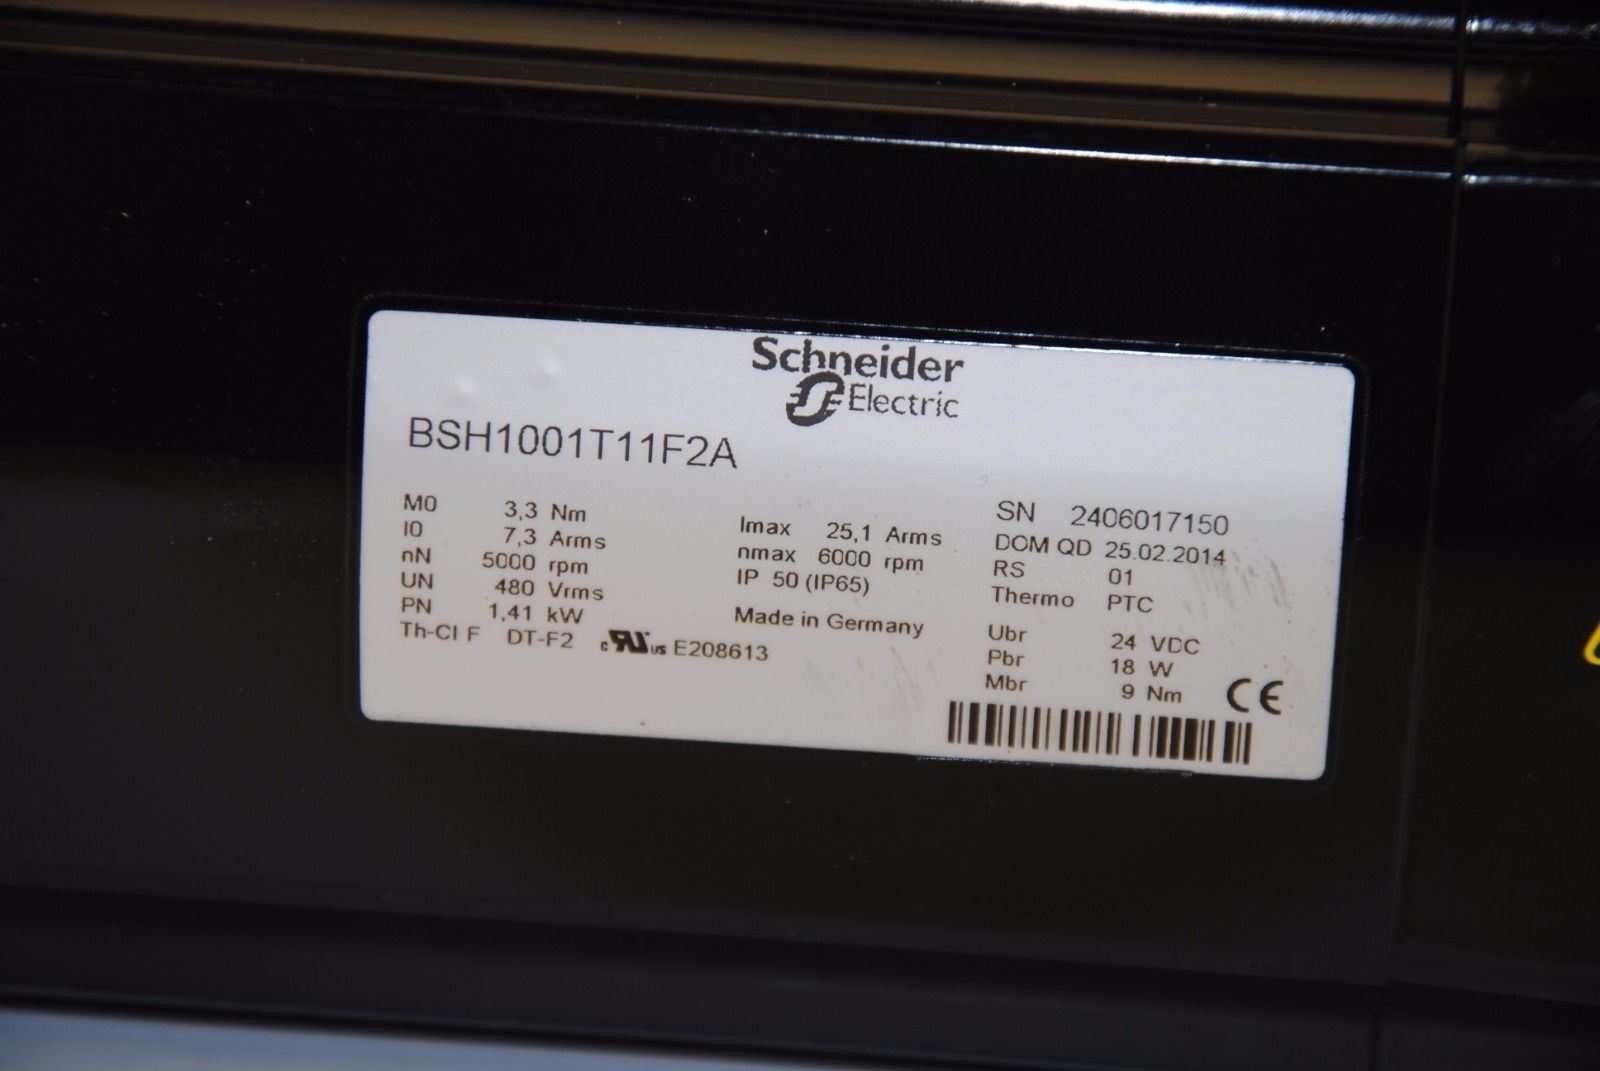 Schneider
Electric
BSH1001T11F2A
M0 3,3 Nm
I0 7,3 Arms
nN 5000 rpm
UN 480 Vrms
PN 1,41 kW
Th-Cl F DT-F2 c RU us E208613
Imax 25,1 Arms
nmax 6000 rpm
IP 50 (IP65)
Made in Germany
SN 2406017150
DOM QD 25.02.2014
RS 01
Thermo PTC
Ubr 24 VDC
Pbr 18 W
Mbr 9 Nm
CE